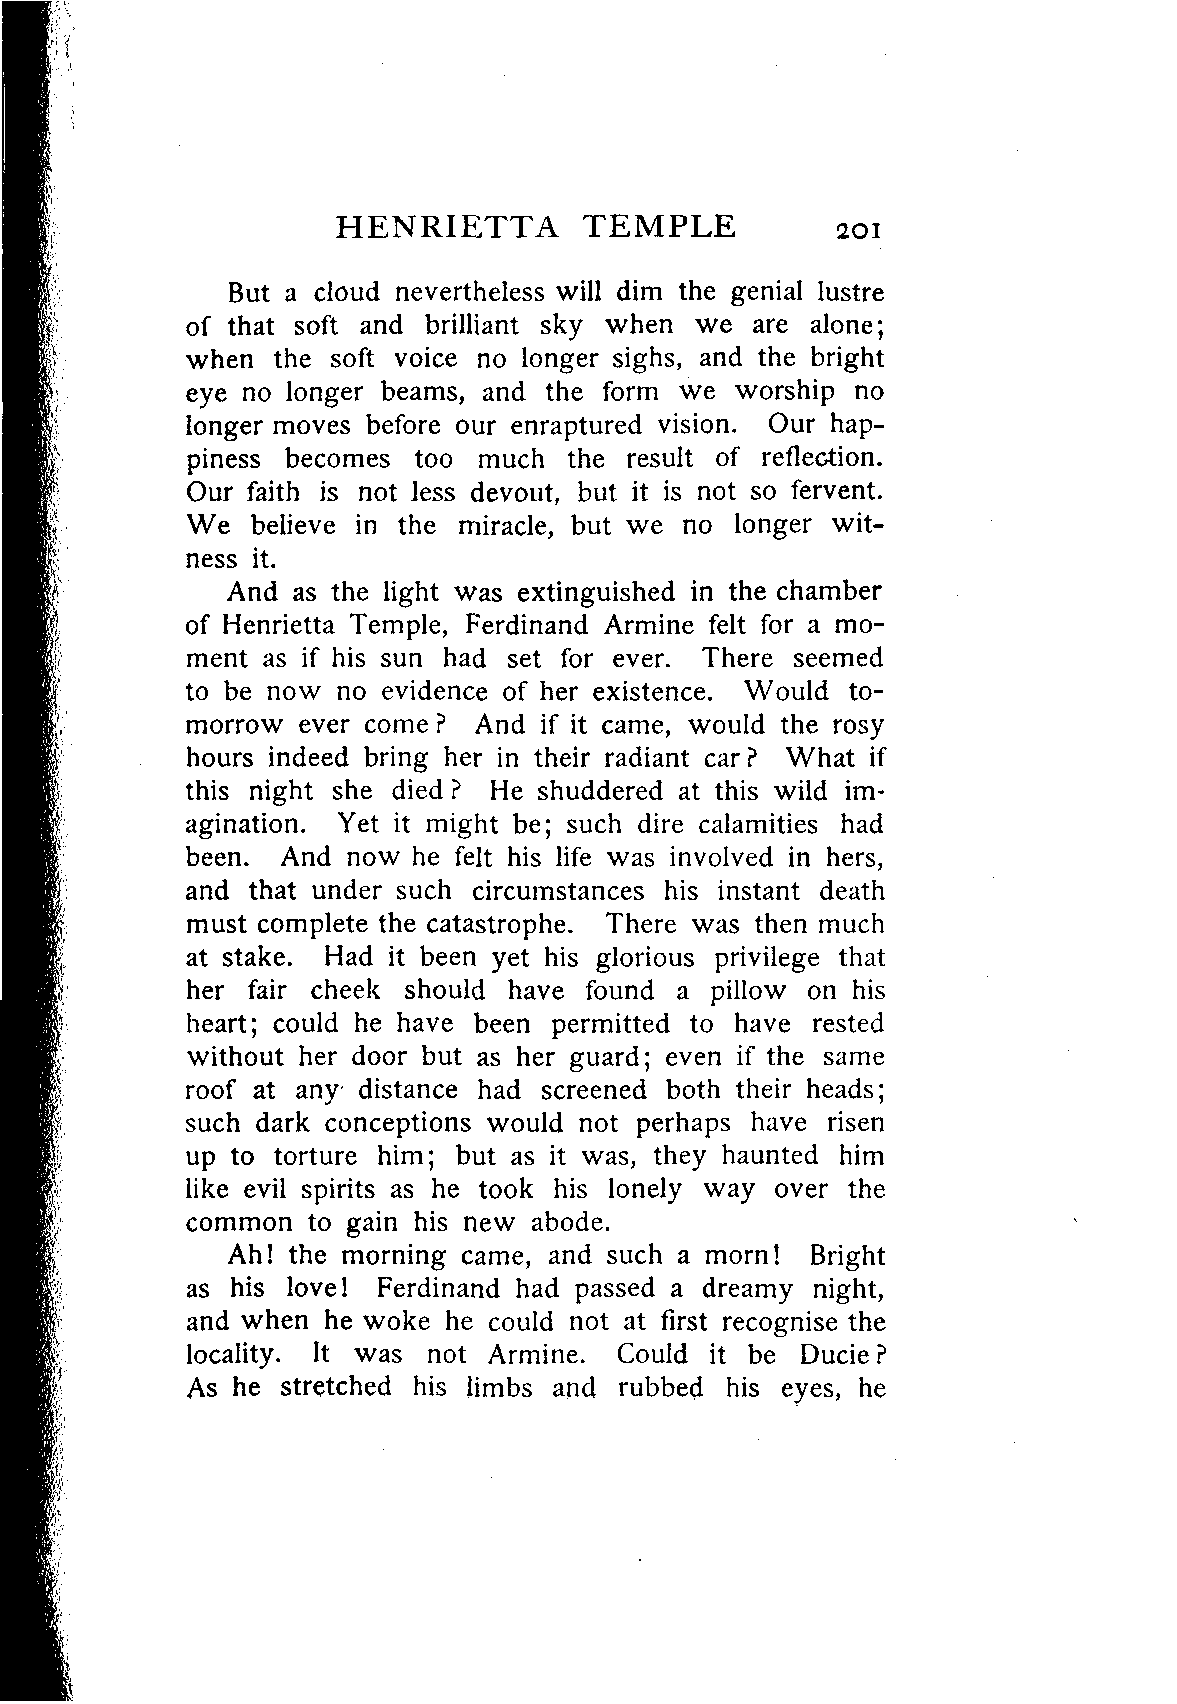 HENRIETTA TEMPLE 201
But a cloud nevertheless will dim the genial lustre
of that soft and brilliant sky when we are alone;
when the soft voice no longer sighs, and the bright
eye no longer beams, and the form we worship no
longer moves before our enraptured vision. Our hap-
piness becomes too much the result of reflection.
Our faith is not less devout, but it is not so fervent.
We believe in the miracle, but we no longer wit-
ness it.
And as the light was extinguished in the chamber
of Henrietta Temple, Ferdinand Armine felt for a mo-
ment as if his sun had set for ever. There seemed
to be now no evidence of her existence. Would to-
morrow ever come? And if it came, would the rosy
hours indeed bring her in their radiant car? What if
this night she died? He shuddered at this wild im-
agination. Yet it might be; such dire calamities had
been. And now he felt his life was involved in hers,
and that under such circumstances his instant death
must complete the catastrophe. There was then much
at stake. Had it been yet his glorious privilege that
her fair cheek should have found a pillow on his
heart; could he have been permitted to have rested
without her door but as her guard; even if the same
roof at any distance had screened both their heads;
such dark conceptions would not perhaps have risen
up to torture him; but as it was, they haunted him
like evil spirits as he took his lonely way over the
common to gain his new abode.
Ah! the morning came, and such a morn! Bright
as his love! Ferdinand had passed a dreamy night,
and when he woke he could not at first recognise the
locality. It was not Armine. Could it be Ducie?
As he stretched his limbs and rubbed his eyes, he